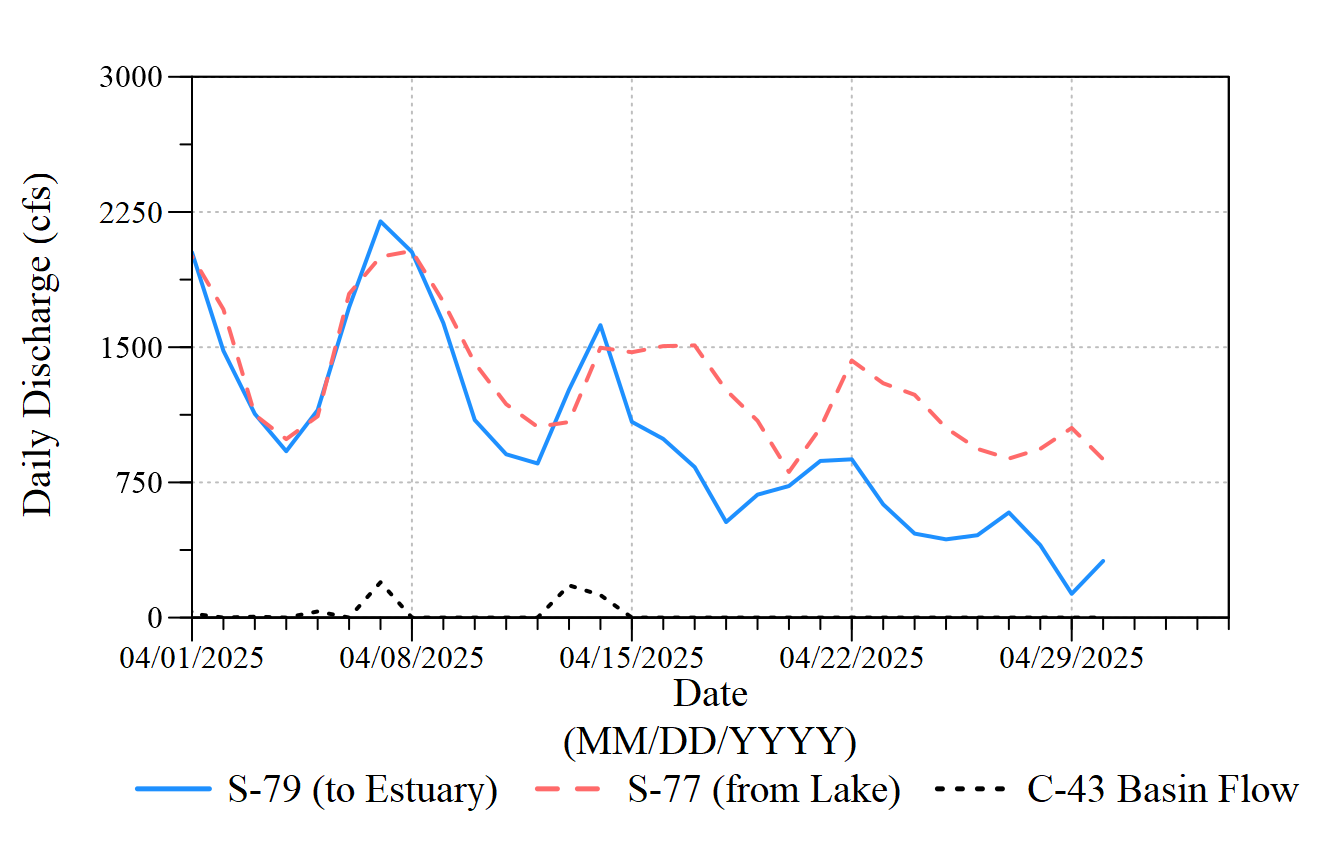 3000
2250
1500
750
0
Daily Discharge (cfs)
04/01/2025 04/08/2025 04/15/2025 04/22/2025 04/29/2025
Date
(MM/DD/YYYY)
S-79 (to Estuary) S-77 (from Lake) C-43 Basin Flow